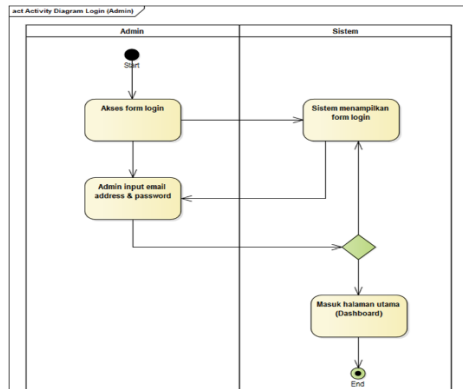 act Activity Diagram Login (Admin)
Admin
Sistem
Start
Akses form login
Sistem menampilkan
form login
Admin input email
address & password
Masuk halaman utama
(Dashboard)
End